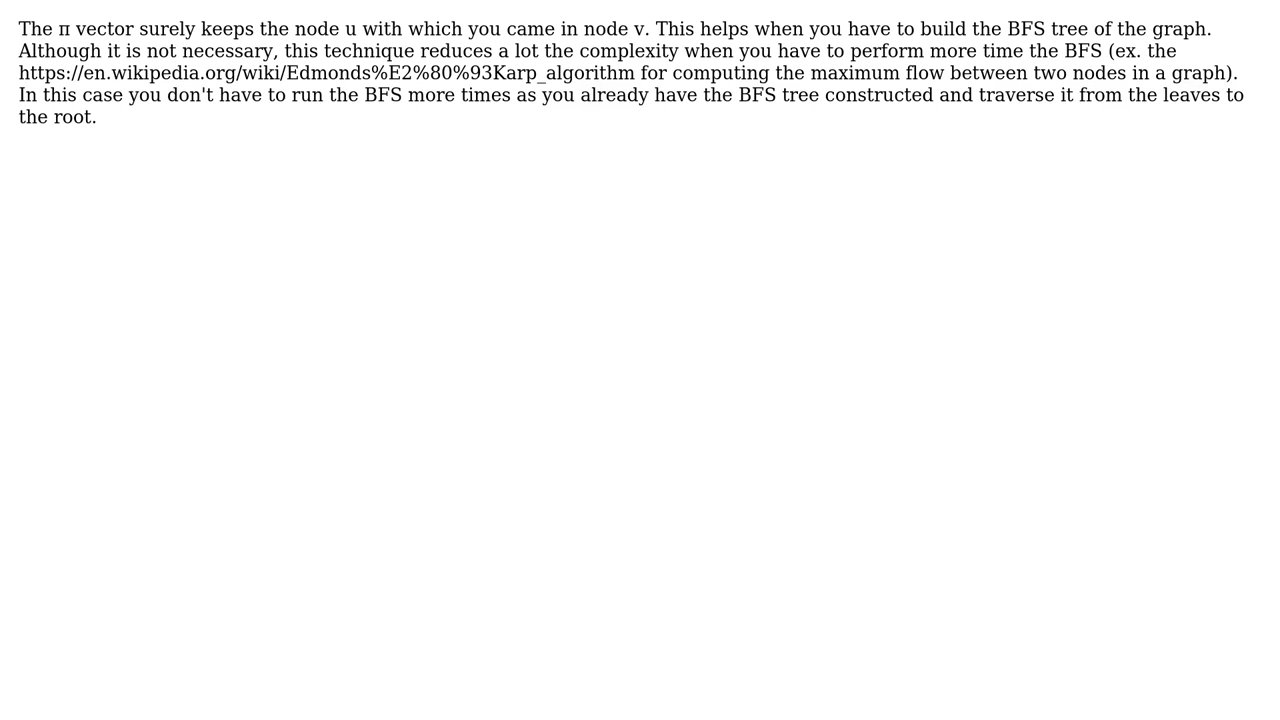 The π vector surely keeps the node u with which you came in node v. This helps when you have to build the BFS tree of the graph.
Although it is not necessary, this technique reduces a lot the complexity when you have to perform more time the BFS (ex. the
https://en.wikipedia.org/wiki/Edmonds%E2%80%93Karp_algorithm for computing the maximum flow between two nodes in a graph).
In this case you don't have to run the BFS more times as you already have the BFS tree constructed and traverse it from the leaves to
the root.